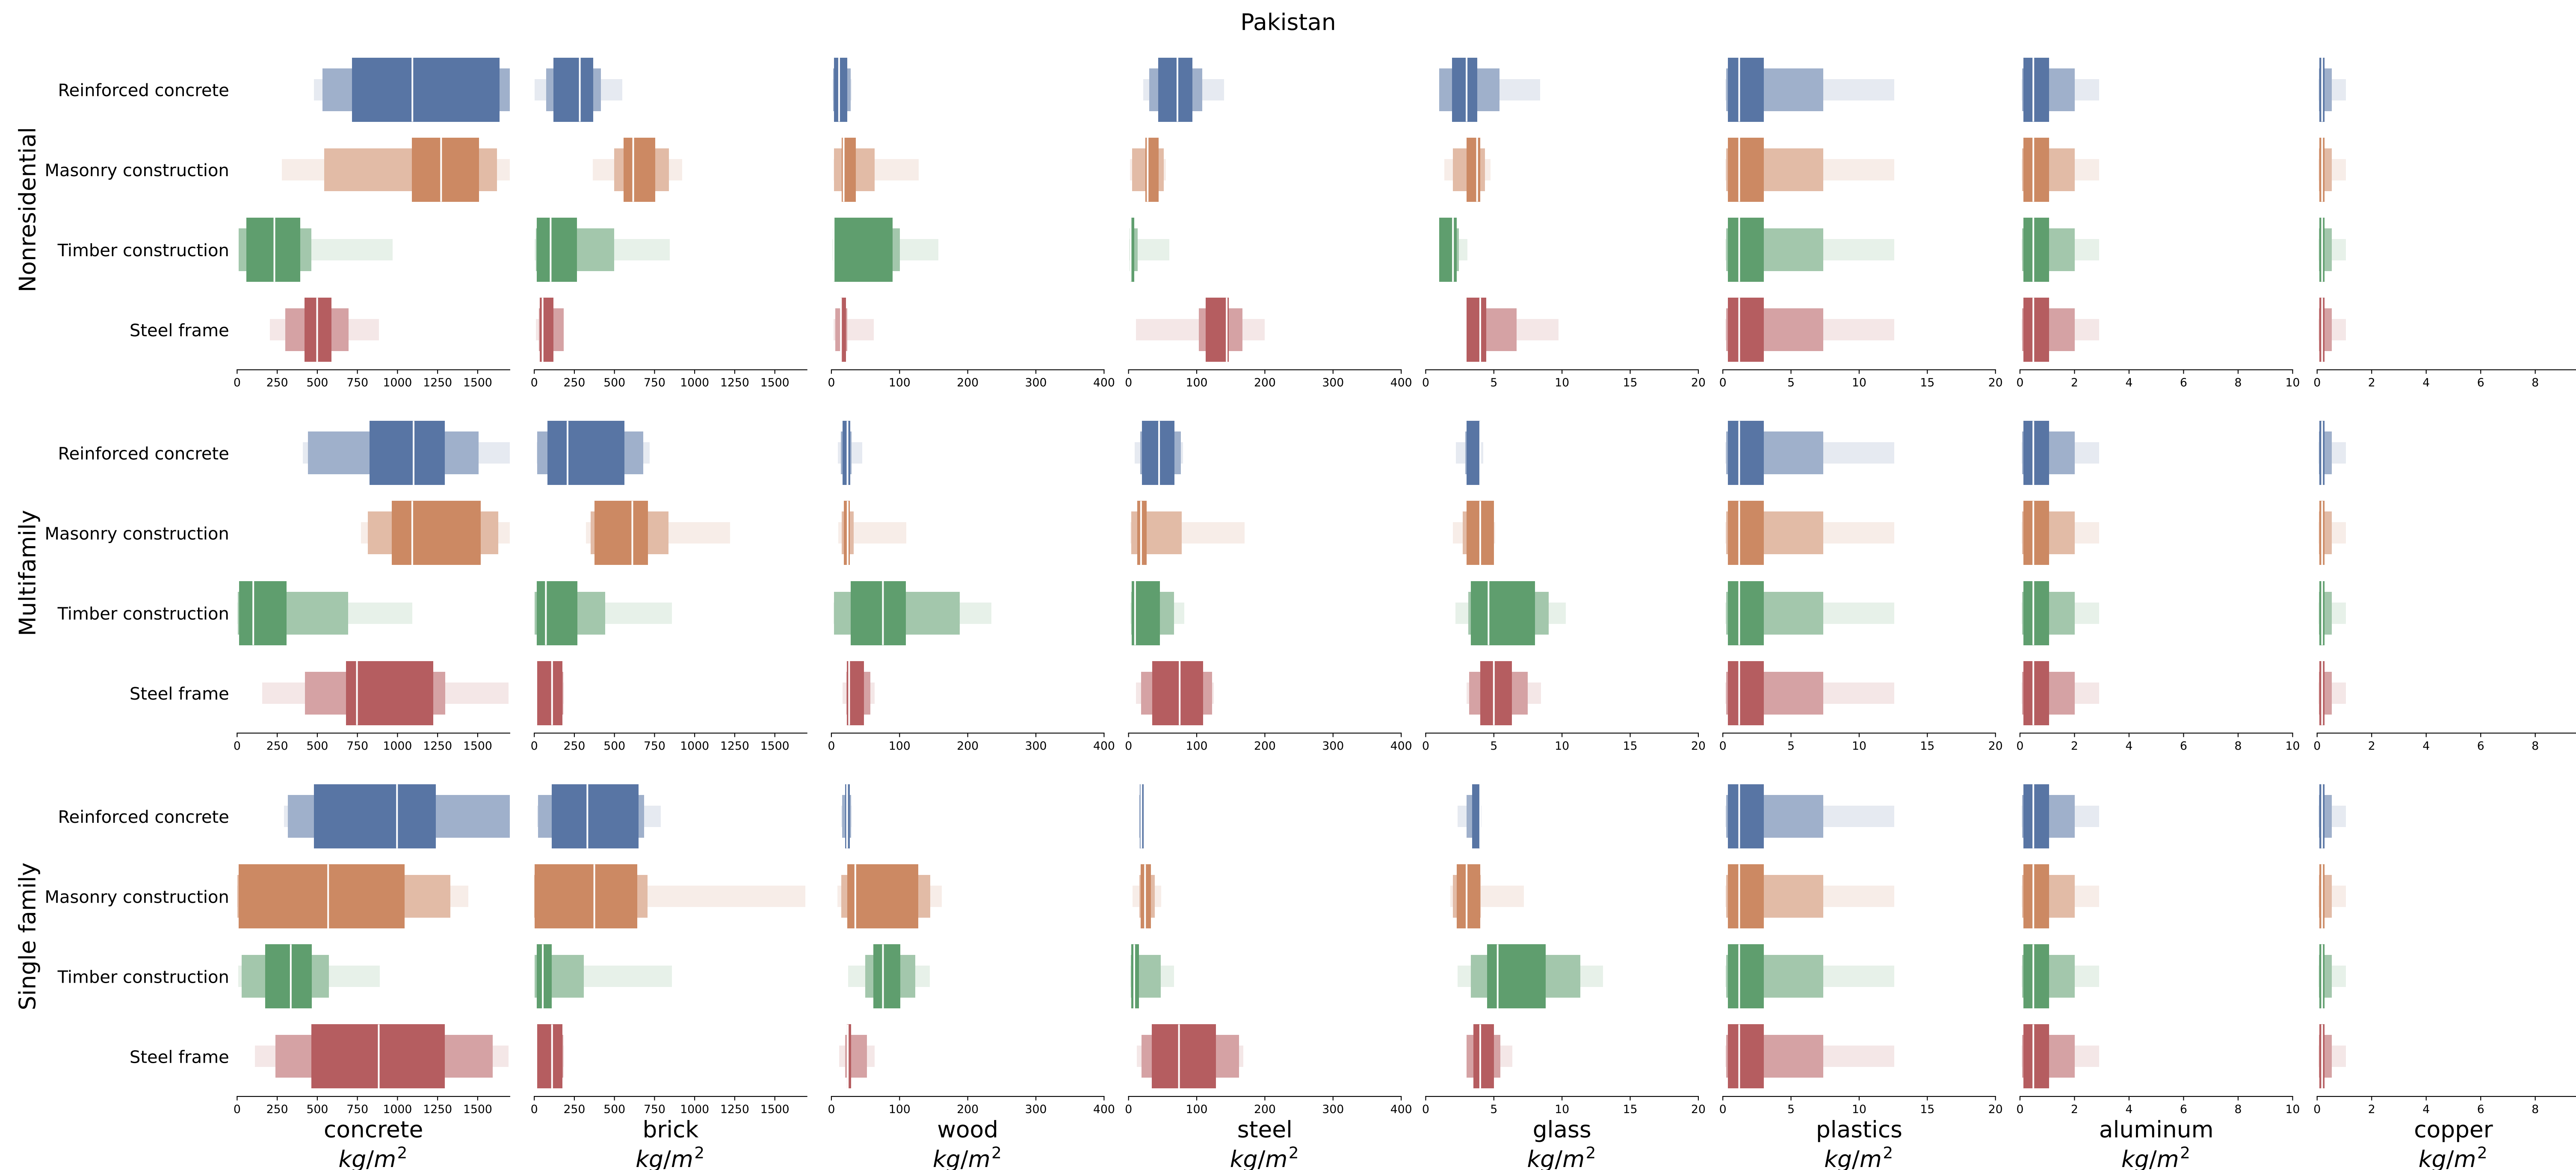 Pakistan
Nonresidential
Reinforced concrete
Masonry construction
Timber construction
Steel frame
0 250 500 750 1000 1250 1500 0 250 500 750 1000 1250 1500 0 100 200 300 400 0 100 200 300 400 0 5 10 15 20 0 5 10 15 20 0 2 4 6 8 10 0 2 4 6 8
Multifamily
Reinforced concrete
Masonry construction
Timber construction
Steel frame
0 250 500 750 1000 1250 1500 0 250 500 750 1000 1250 1500 0 100 200 300 400 0 100 200 300 400 0 5 10 15 20 0 5 10 15 20 0 2 4 6 8 10 0 2 4 6 8
Single family
Reinforced concrete
Masonry construction
Timber construction
Steel frame
0 250 500 750 1000 1250 1500 0 250 500 750 1000 1250 1500 0 100 200 300 400 0 100 200 300 400 0 5 10 15 20 0 5 10 15 20 0 2 4 6 8 10 0 2 4 6 8
concrete brick wood steel glass plastics aluminum copper
kg/m² kg/m² kg/m² kg/m² kg/m² kg/m² kg/m² kg/m²